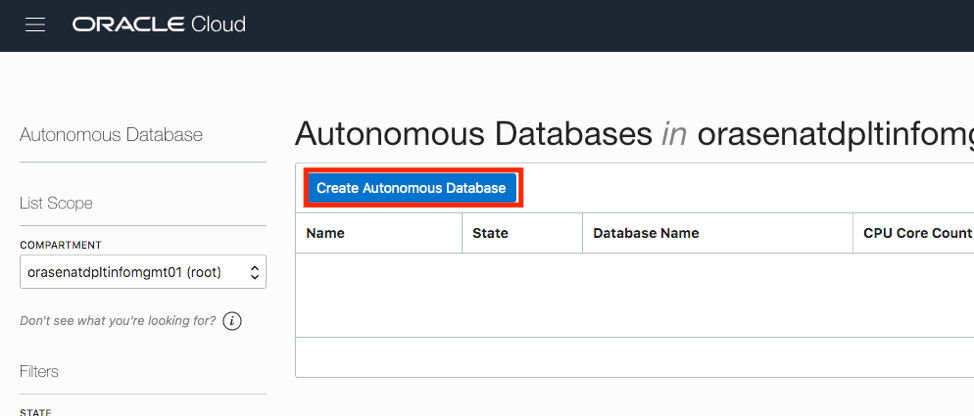 ORACLE Cloud
Autonomous Database
List Scope
COMPARTMENT
orasenatdpltinfomgmt01 (root)
Don't see what you're looking for? i
Filters
STATE
Autonomous Databases in orasenatdpltinfomg
Create Autonomous Database
Name State Database Name CPU Core Count